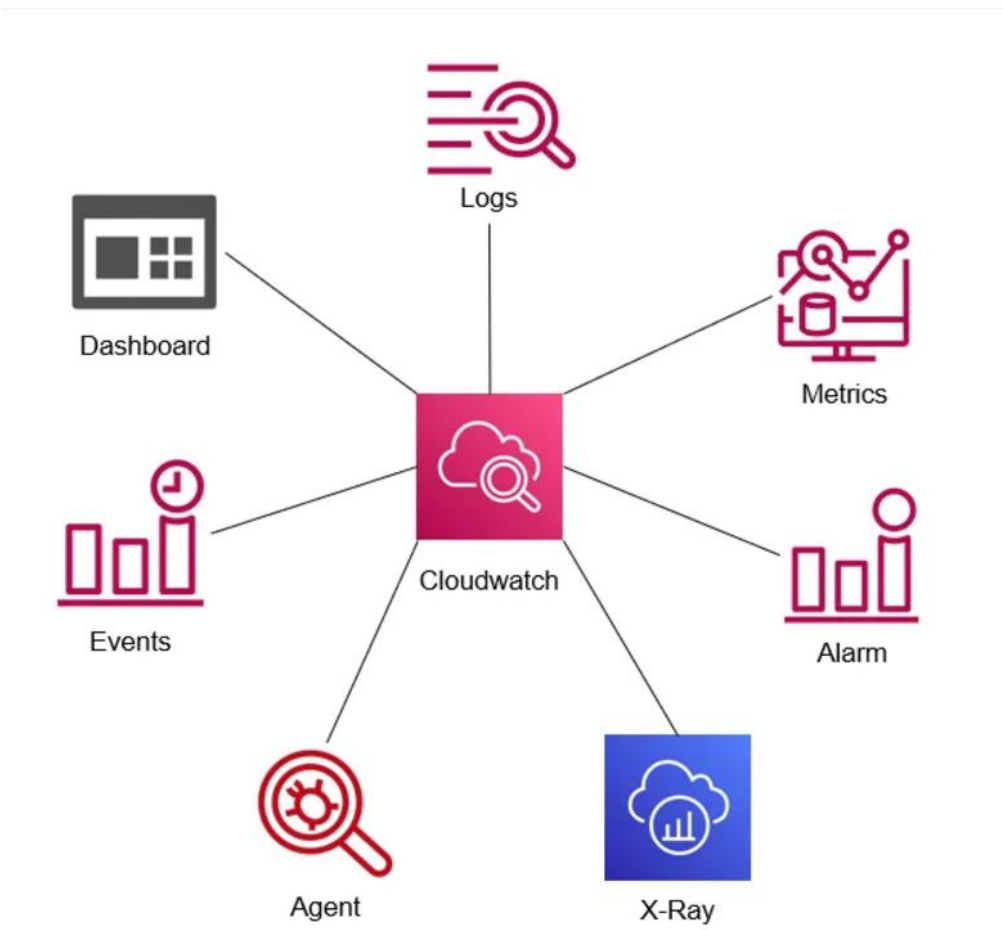 Logs
Dashboard
Metrics
Cloudwatch
Events
Alarm
Agent
X-Ray